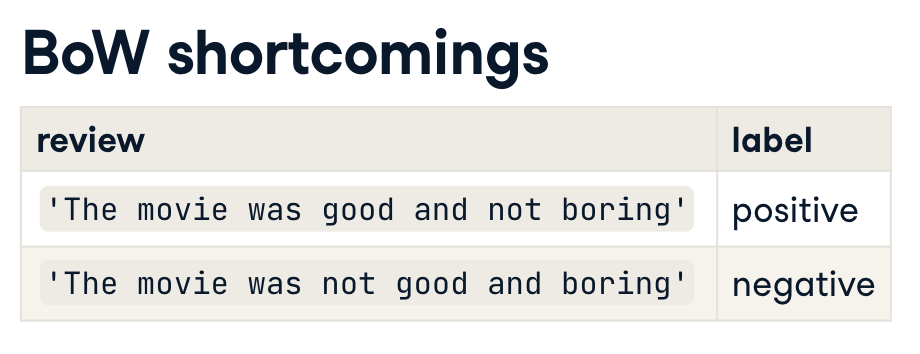 BoW shortcomings
review label
'The movie was good and not boring' positive
'The movie was not good and boring' negative